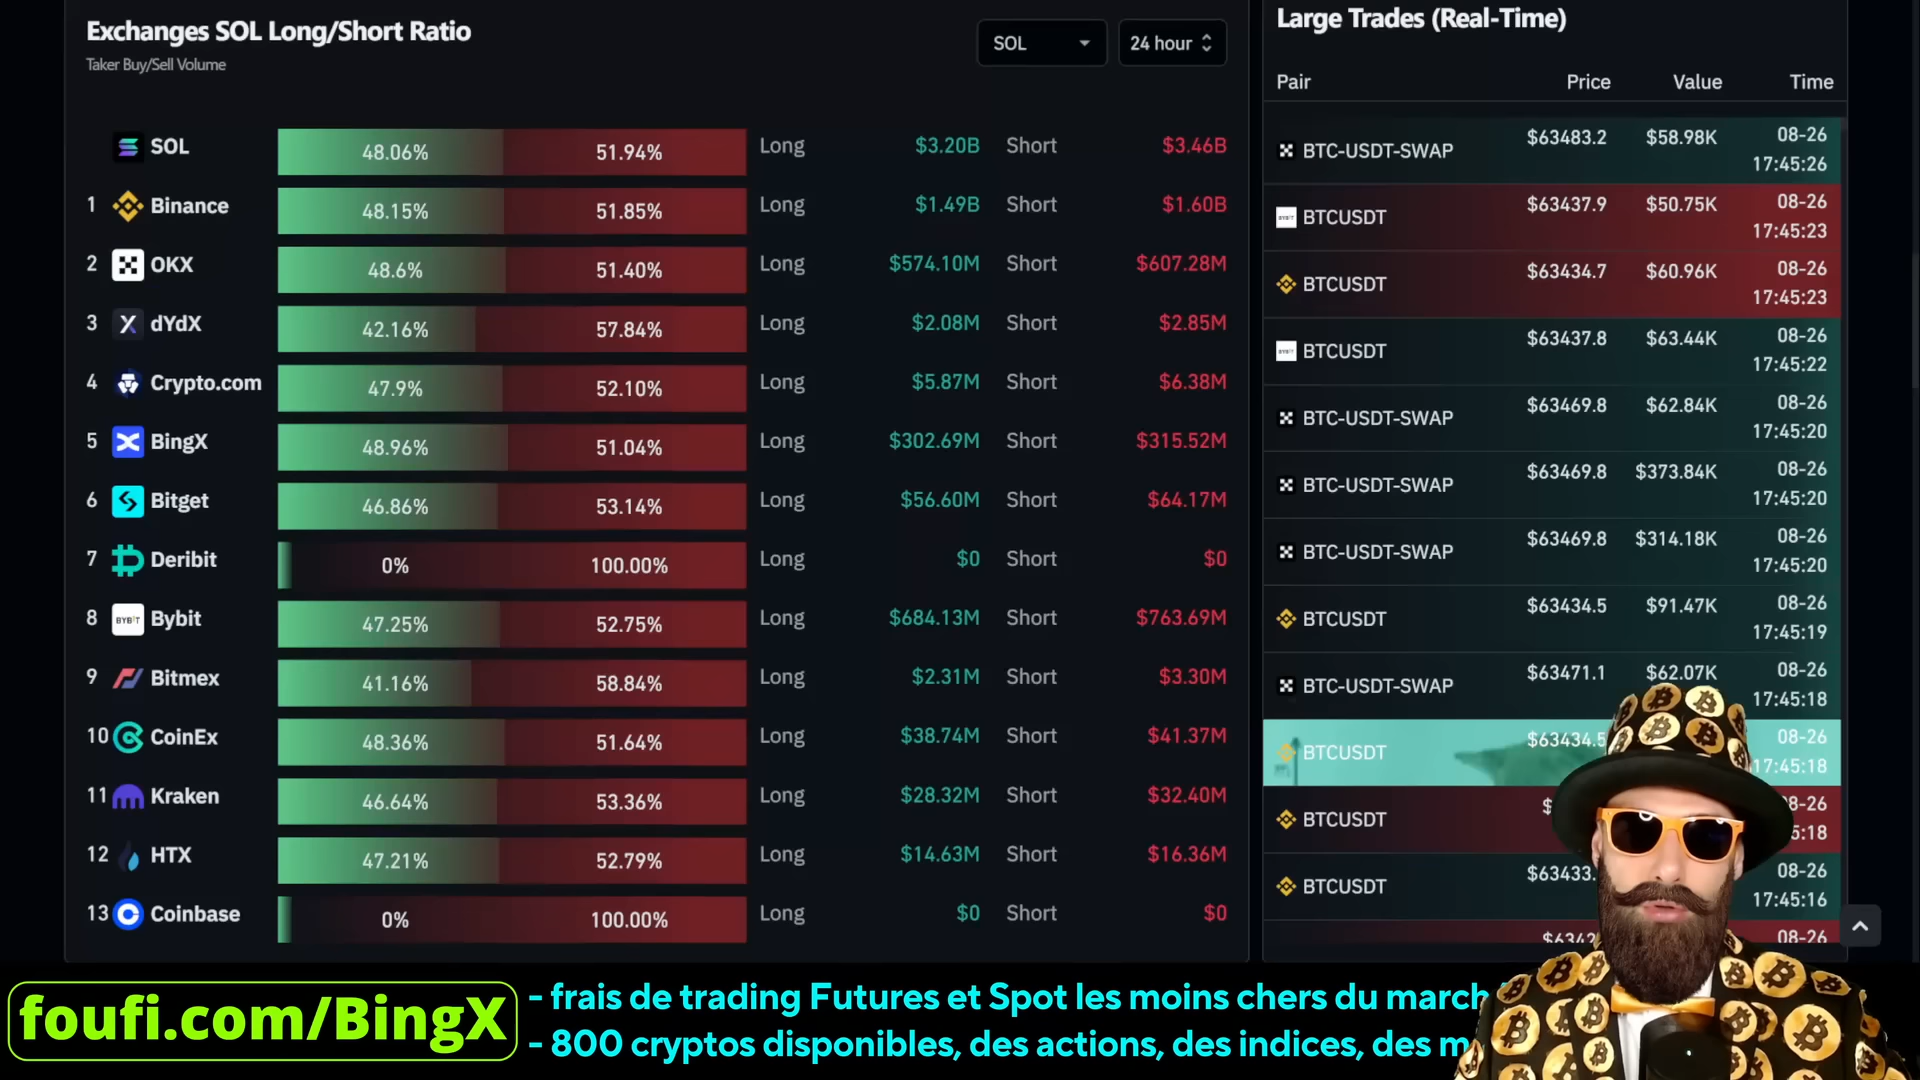 Exchanges SOL Long/Short Ratio
Taker Buy/Sell Volume
SOL
24 hour
SOL 48.06% 51.94% Long $3.20B Short $3.46B
1 Binance 48.15% 51.85% Long $1.49B Short $1.60B
2 OKX 48.6% 51.40% Long $574.10M Short $607.28M
3 dYdX 42.16% 57.84% Long $2.08M Short $2.85M
4 Crypto.com 47.9% 52.10% Long $5.87M Short $6.38M
5 BingX 48.96% 51.04% Long $302.69M Short $315.52M
6 Bitget 46.86% 53.14% Long $56.60M Short $64.17M
7 Deribit 0% 100.00% Long $0 Short $0
8 BYBIT Bybit 47.25% 52.75% Long $684.13M Short $763.69M
9 Bitmex 41.16% 58.84% Long $2.31M Short $3.30M
10 CoinEx 48.36% 51.64% Long $38.74M Short $41.37M
11 Kraken 46.64% 53.36% Long $28.32M Short $32.40M
12 HTX 47.21% 52.79% Long $14.63M Short $16.36M
13 Coinbase 0% 100.00% Long $0 Short $0
Large Trades (Real-Time)
Pair Price Value Time
BTC-USDT-SWAP $63483.2 $58.98K 08-26
17:45:26
BTCUSDT $63437.9 $50.75K 08-26
17:45:23
BTCUSDT $63434.7 $60.96K 08-26
17:45:23
BTCUSDT $63437.8 $63.44K 08-26
17:45:22
BTC-USDT-SWAP $63469.8 $62.84K 08-26
17:45:20
BTC-USDT-SWAP $63469.8 $373.84K 08-26
17:45:20
BTC-USDT-SWAP $63469.8 $314.18K 08-26
17:45:20
BTCUSDT $63434.5 $91.47K 08-26
17:45:19
BTC-USDT-SWAP $63471.1 $62.07K 08-26
17:45:18
BTCUSDT $63434.5 08-26
17:45:18
BTCUSDT $ 8-26
5:18
BTCUSDT $63433. 08-26
17:45:16
$6342 08-26
foufi.com/BingX
- frais de trading Futures et Spot les moins chers du march
- 800 cryptos disponibles, des actions, des indices, des m